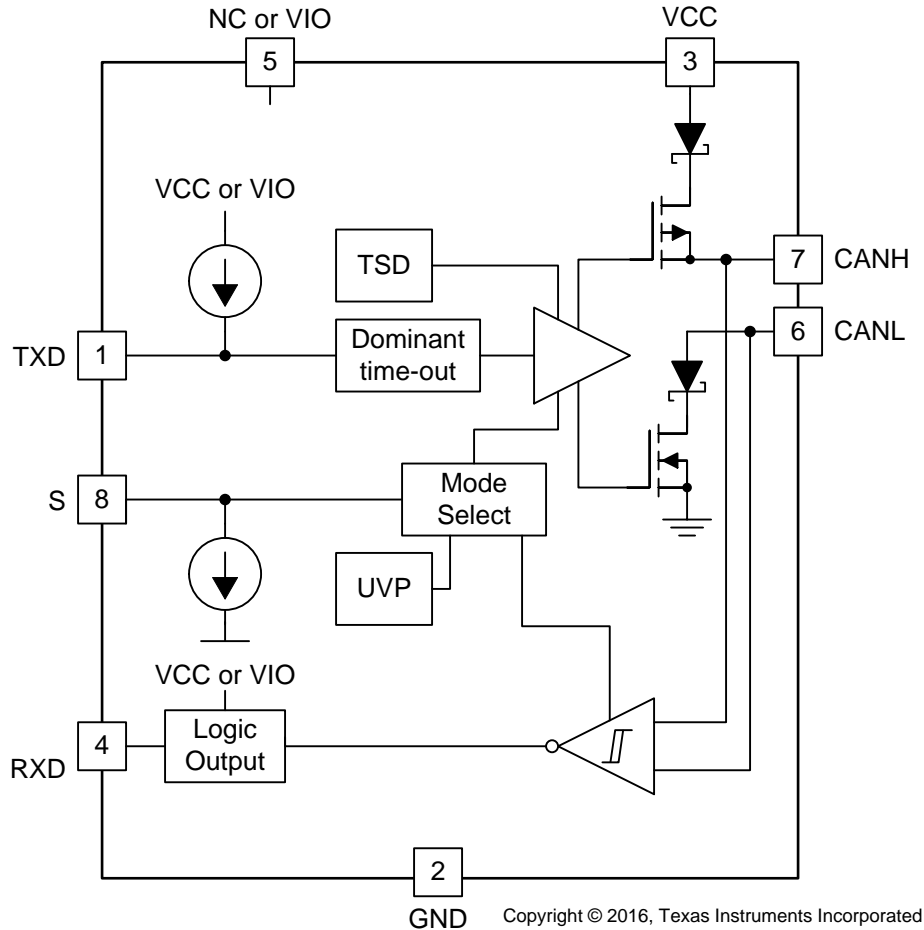 NC or VIO
VCC
5
3
VCC or VIO
TSD
7
CANH
6
CANL
TXD
1
Dominant
time-out
S
8
Mode
Select
UVP
VCC or VIO
RXD
4
Logic
Output
2
GND
Copyright © 2016, Texas Instruments Incorporated